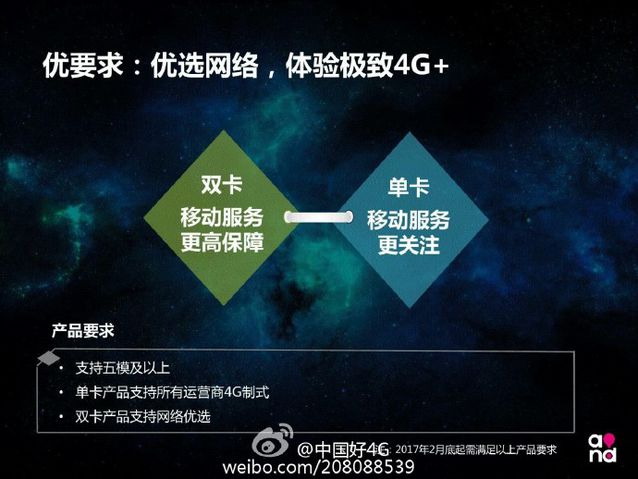 优要求：优选网络，体验极致4G+
双卡
移动服务
更高保障
单卡
移动服务
更关注
产品要求
• 支持五模及以上
• 单卡产品支持所有运营商4G制式
• 双卡产品支持网络优选
：2017年2月底起需满足以上产品要求
@中国好4G
weibo.com/208088539
and